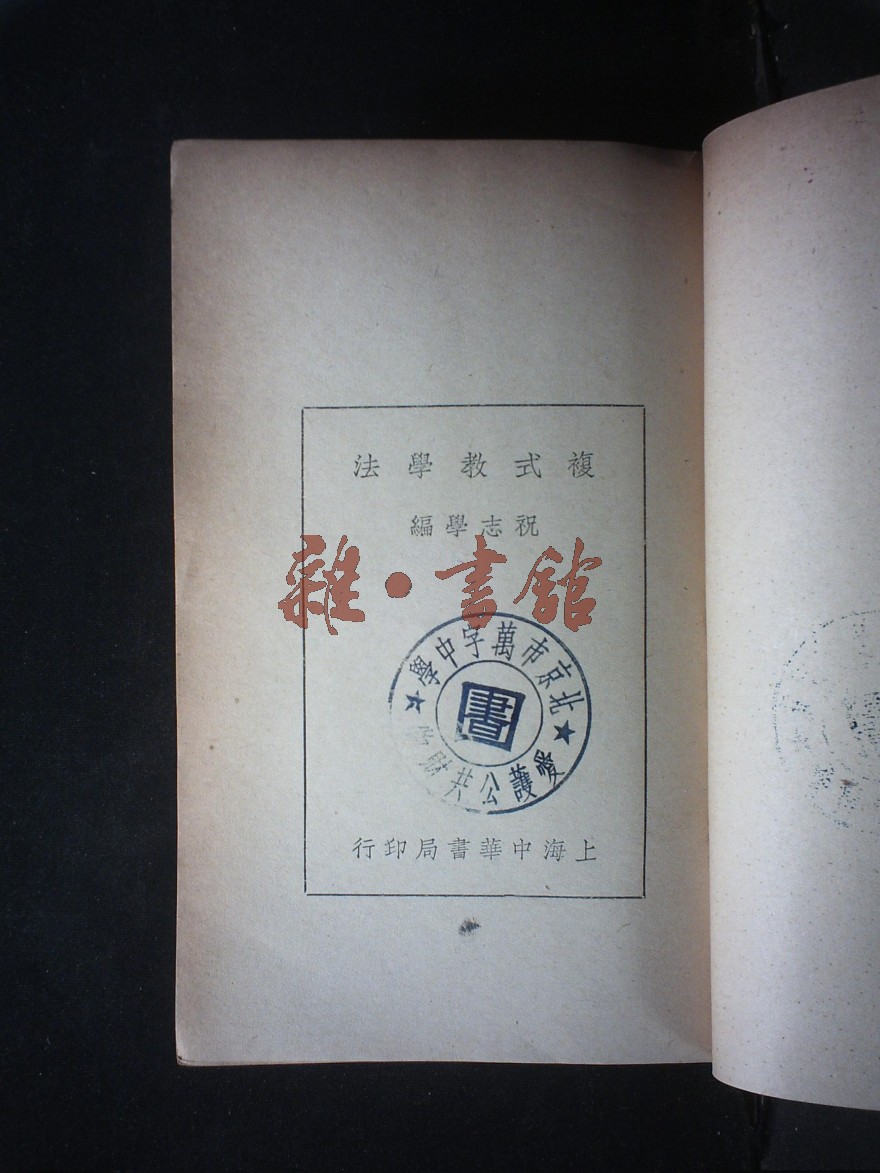 複式教學法
祝志學編
雜·書館
北京市萬字中學
書
愛護公共財物
上海中華書局印行